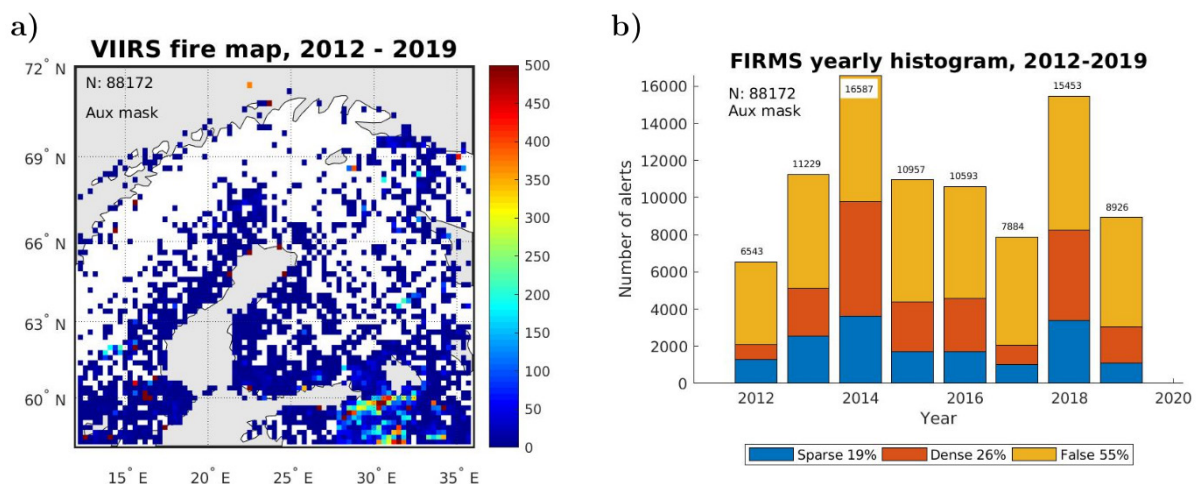 a)
VIIRS fire map, 2012 - 2019
72° N
69° N
66° N
63° N
60° N
N: 88172
Aux mask
15° E
20° E
25° E
30° E
35° E
500
450
400
350
300
250
200
150
100
50
0
b)
FIRMS yearly histogram, 2012-2019
N: 88172
Aux mask
Number of alerts
16000
14000
12000
10000
8000
6000
4000
2000
0
6543
11229
16587
10957
10593
7884
15453
8926
2012
2014
2016
2018
2020
Year
Sparse 19%
Dense 26%
False 55%